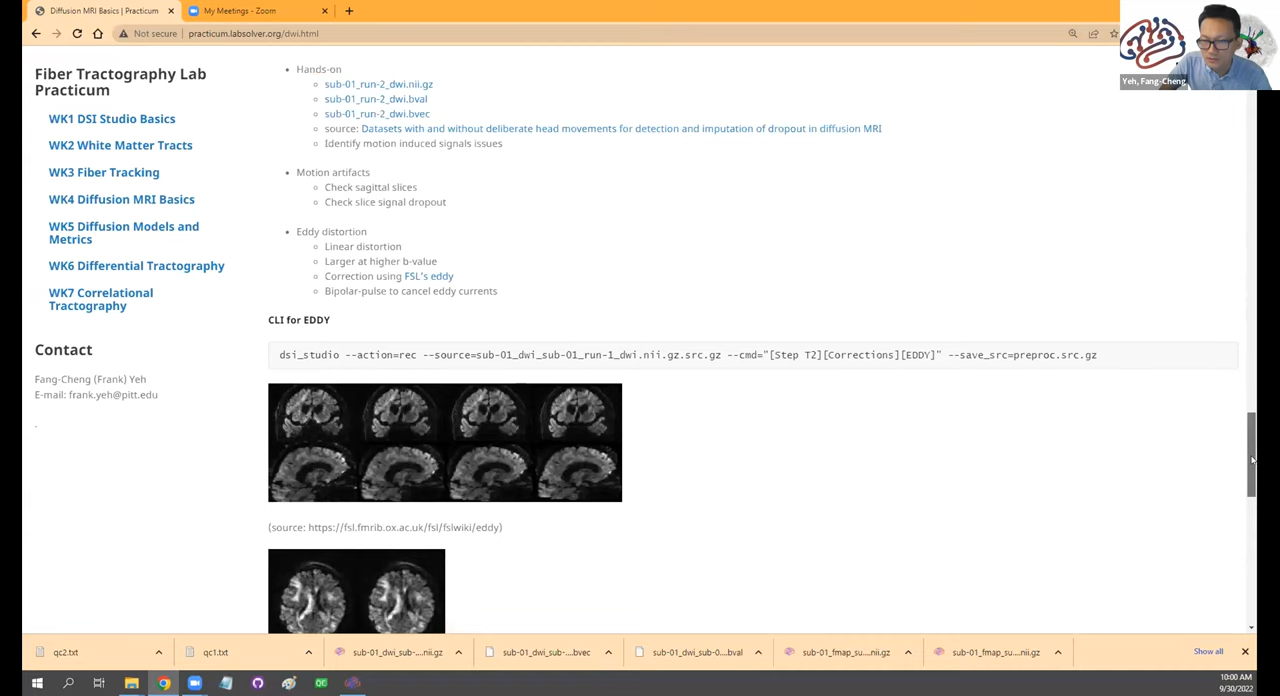 Diffusion MRI Basics | Practicum
My Meetings - Zoom
Not secure
practicum.labsolver.org/dwi.html
Yeh, Fang-Cheng
Fiber Tractography Lab
Practicum
WK1 DSI Studio Basics
WK2 White Matter Tracts
WK3 Fiber Tracking
WK4 Diffusion MRI Basics
WK5 Diffusion Models and
Metrics
WK6 Differential Tractography
WK7 Correlational
Tractography
Contact
Fang-Cheng (Frank) Yeh
E-mail: frank.yeh@pitt.edu
.
Hands-on
sub-01_run-2_dwi.nii.gz
sub-01_run-2_dwi.bval
sub-01_run-2_dwi.bvec
source: Datasets with and without deliberate head movements for detection and imputation of dropout in diffusion MRI
Identify motion induced signals issues
Motion artifacts
Check sagittal slices
Check slice signal dropout
Eddy distortion
Linear distortion
Larger at higher b-value
Correction using FSL's eddy
Bipolar-pulse to cancel eddy currents
CLI for EDDY
dsi_studio --action=rec --source=sub-01_dwi_sub-01_run-1_dwi.nii.gz.src.gz --cmd="[Step T2][Corrections][EDDY]" --save_src=preproc.src.gz
(source: https://fsl.fmrib.ox.ac.uk/fsl/fslwiki/eddy)
qc2.txt
qc1.txt
sub-01_dwi_sub-....nii.gz
sub-01_dwi_sub-....bvec
sub-01_dwi_sub-0....bval
sub-01_fmap_su....nii.gz
sub-01_fmap_su....nii.gz
Show all
QC
10:00 AM
9/30/2022